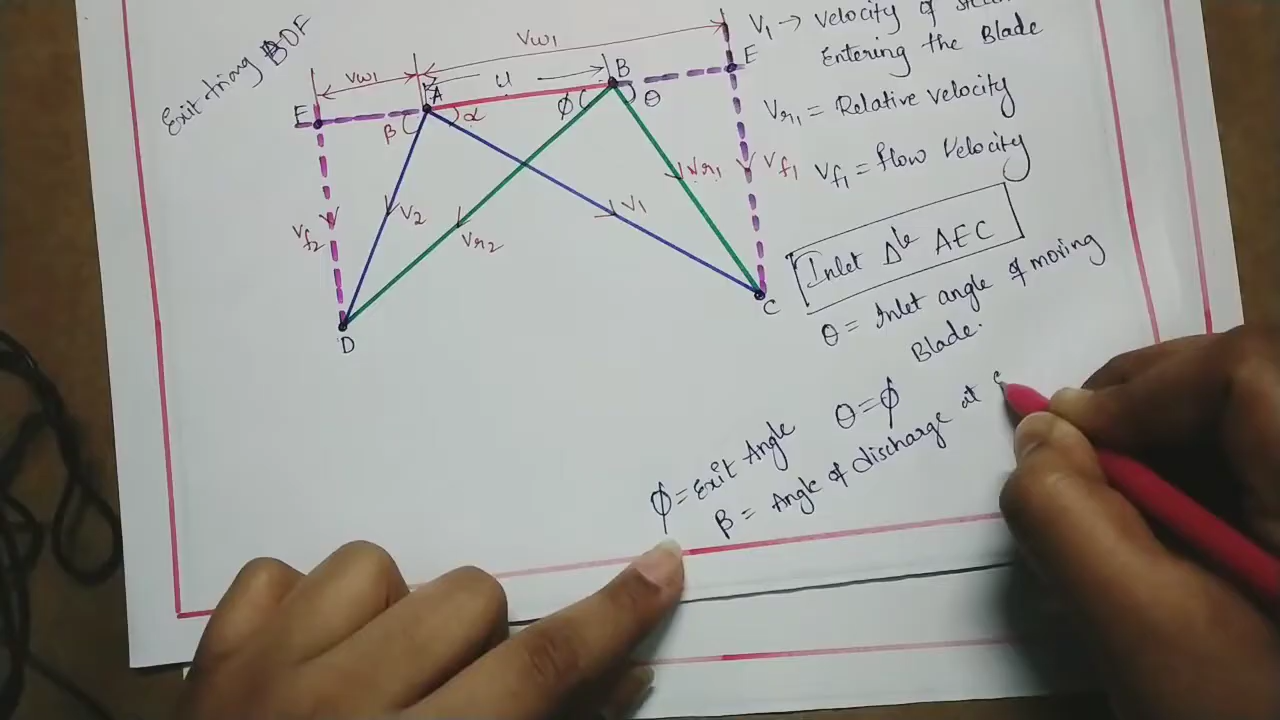 Exit triang BDF
Vw1
Vw1
U
E
A
B
E
β
α
φ
θ
Vf2
V2
Vr2
V1
Vr1
Vf1
D
C
V1 → Velocity of
Entering the Blade
Vr1 = Relative velocity
Vf1 = flow Velocity
Inlet Δle AEC
θ = Inlet angle of moving
Blade.
φ = Exit Angle θ = φ
β = Angle of discharge at